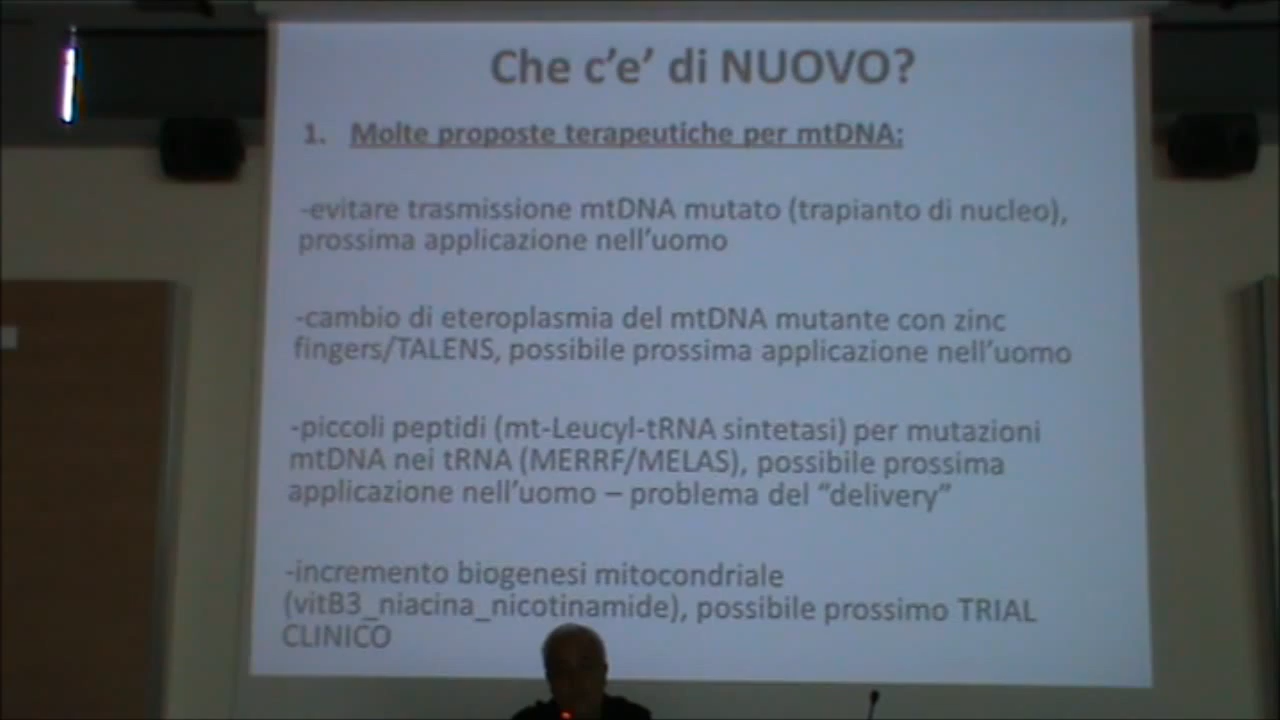 Che c'e' di NUOVO?
1. Molte proposte terapeutiche per mtDNA:
-evitare trasmissione mtDNA mutato (trapianto di nucleo),
prossima applicazione nell'uomo
-cambio di eteroplasmia del mtDNA mutante con zinc
fingers/TALENS, possibile prossima applicazione nell'uomo
-piccoli peptidi (mt-Leucyl-tRNA sintetasi) per mutazioni
mtDNA nei tRNA (MERRF/MELAS), possibile prossima
applicazione nell'uomo – problema del "delivery"
-incremento biogenesi mitocondriale
(vitB3_niacina_nicotinamide), possibile prossimo TRIAL
CLINICO